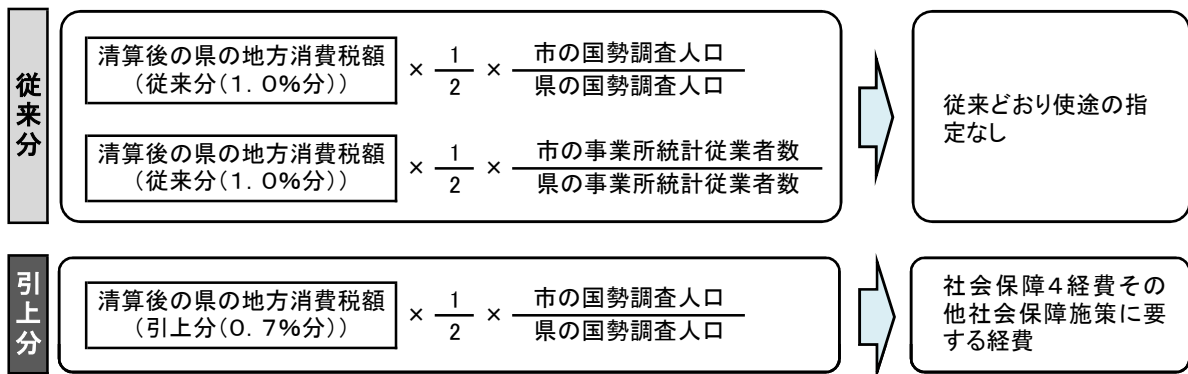 従来分
清算後の県の地方消費税額
(従来分(1.0%分))
× 1/2 × 市の国勢調査人口/県の国勢調査人口
清算後の県の地方消費税額
(従来分(1.0%分))
× 1/2 × 市の事業所統計従業者数/県の事業所統計従業者数
従来どおり使途の指
定なし
引上分
清算後の県の地方消費税額
(引上分(0.7%分))
× 1/2 × 市の国勢調査人口/県の国勢調査人口
社会保障4経費その
他社会保障施策に要
する経費